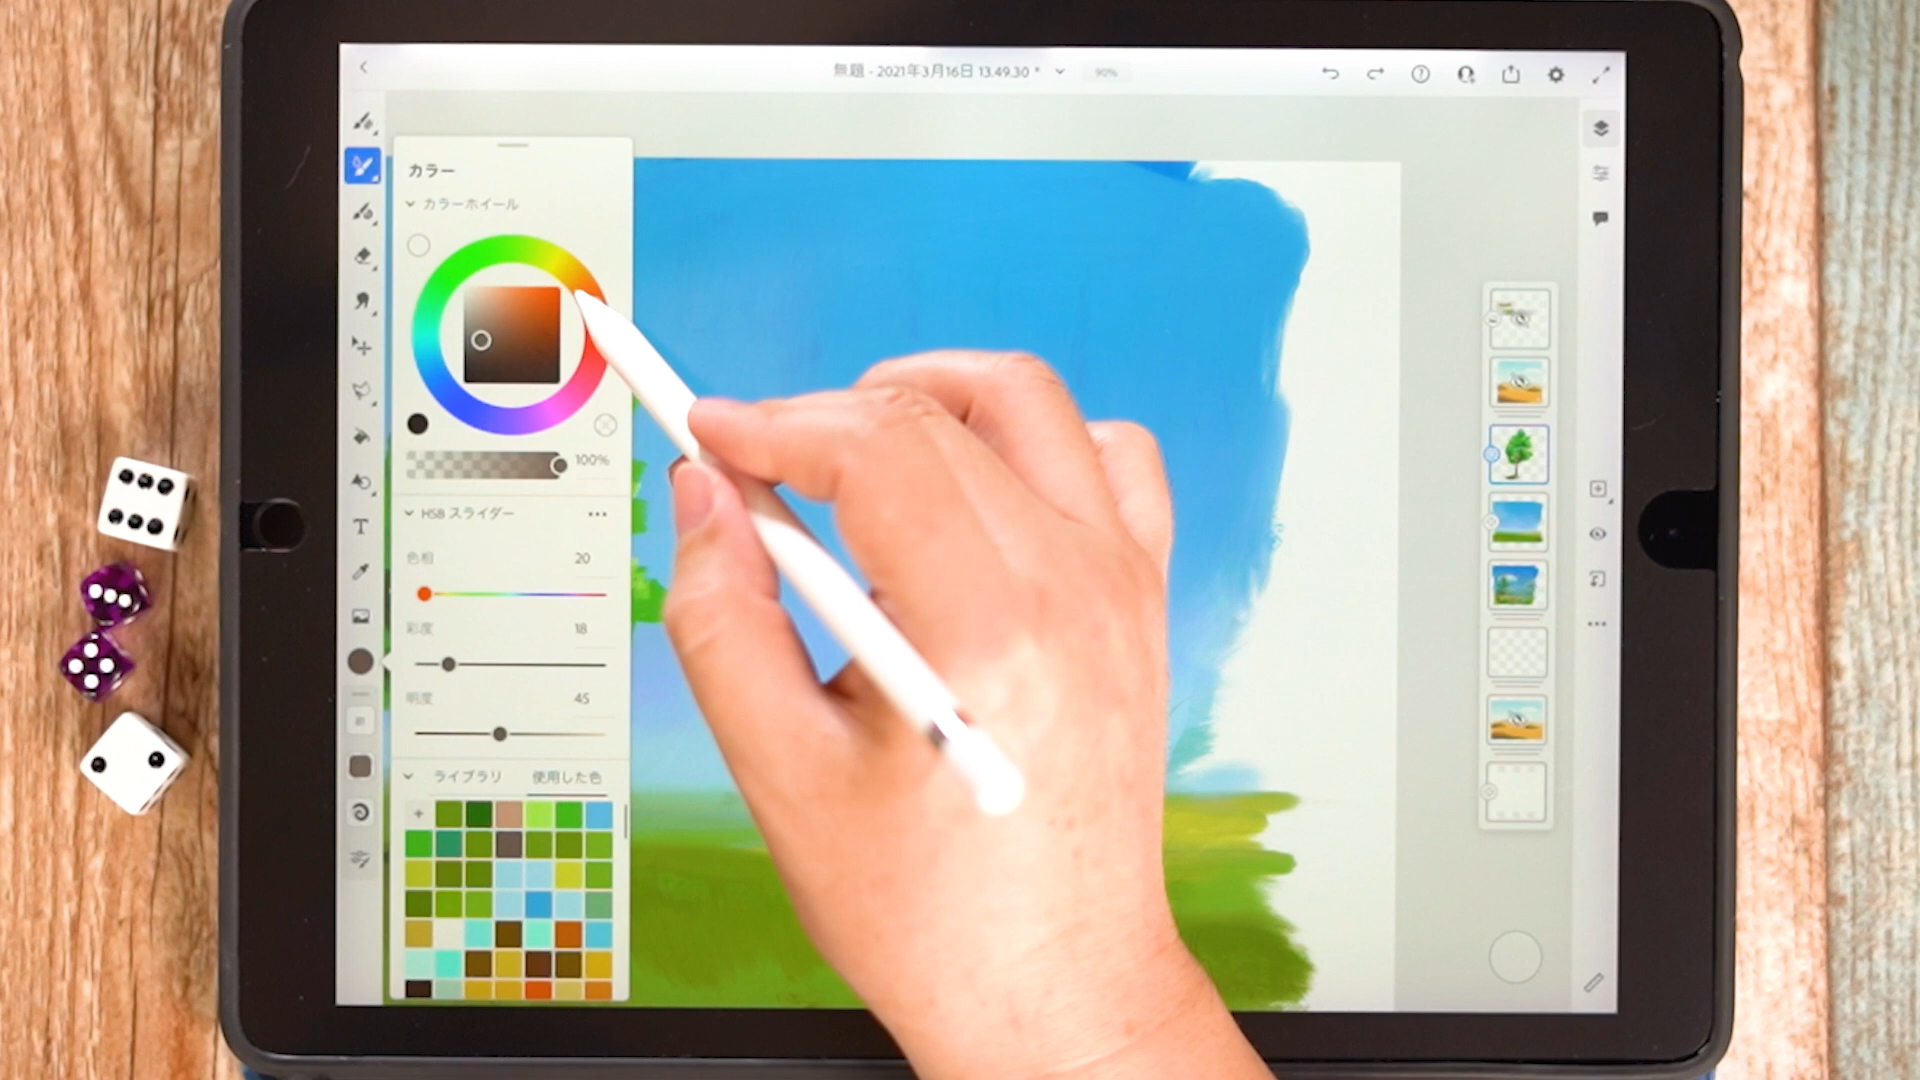 無題 - 2021年3月16日 13.49.30 *
90%
カラー
カラーホイール
100%
HSB スライダー
色相 20
彩度 18
明度 45
ライブラリ 使用した色
T